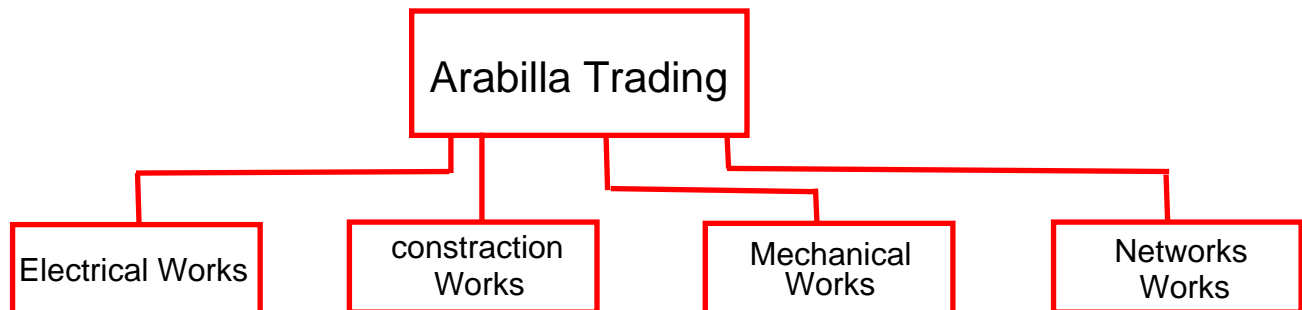 Arabilla Trading
Electrical Works
constraction
Works
Mechanical
Works
Networks
Works